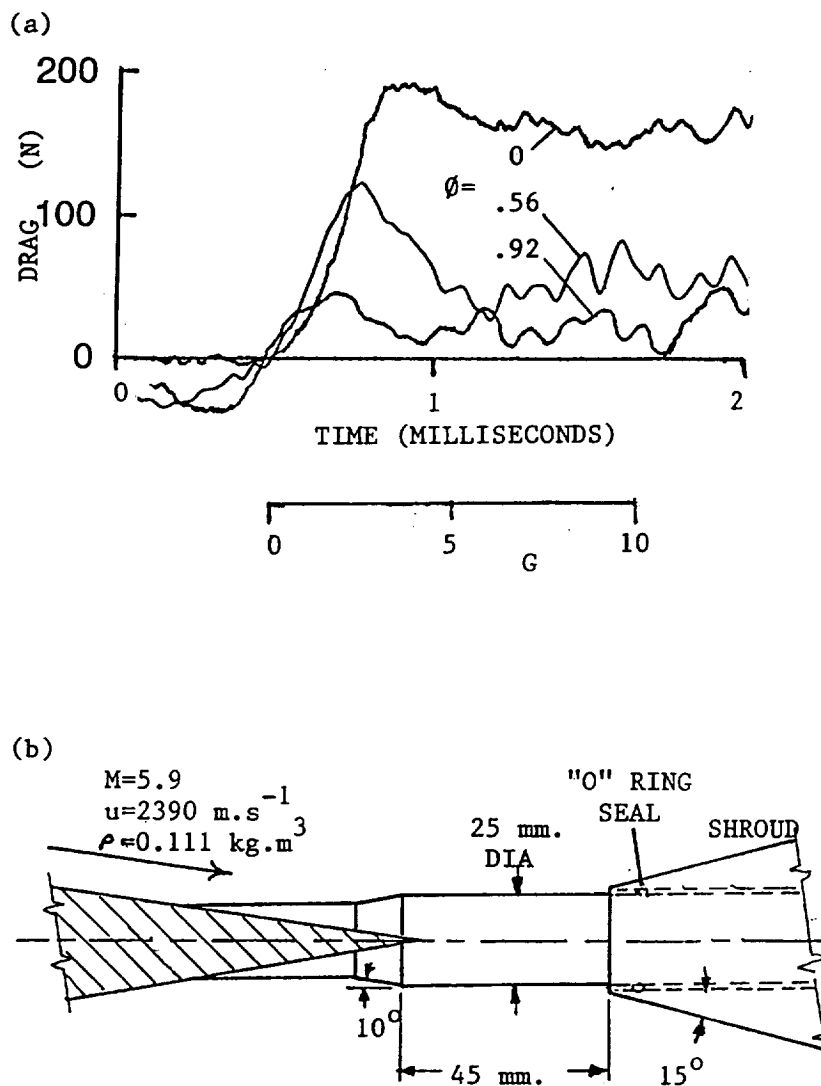 (a)
200
100
0
DRAG (N)
0
Ø=
.56
.92
0
1
2
TIME (MILLISECONDS)
0
5
10
G
(b)
M=5.9
u=2390 m.s⁻¹
ρ=0.111 kg.m³
25 mm.
DIA
"O" RING
SEAL
SHROUD
10°
45 mm.
15°